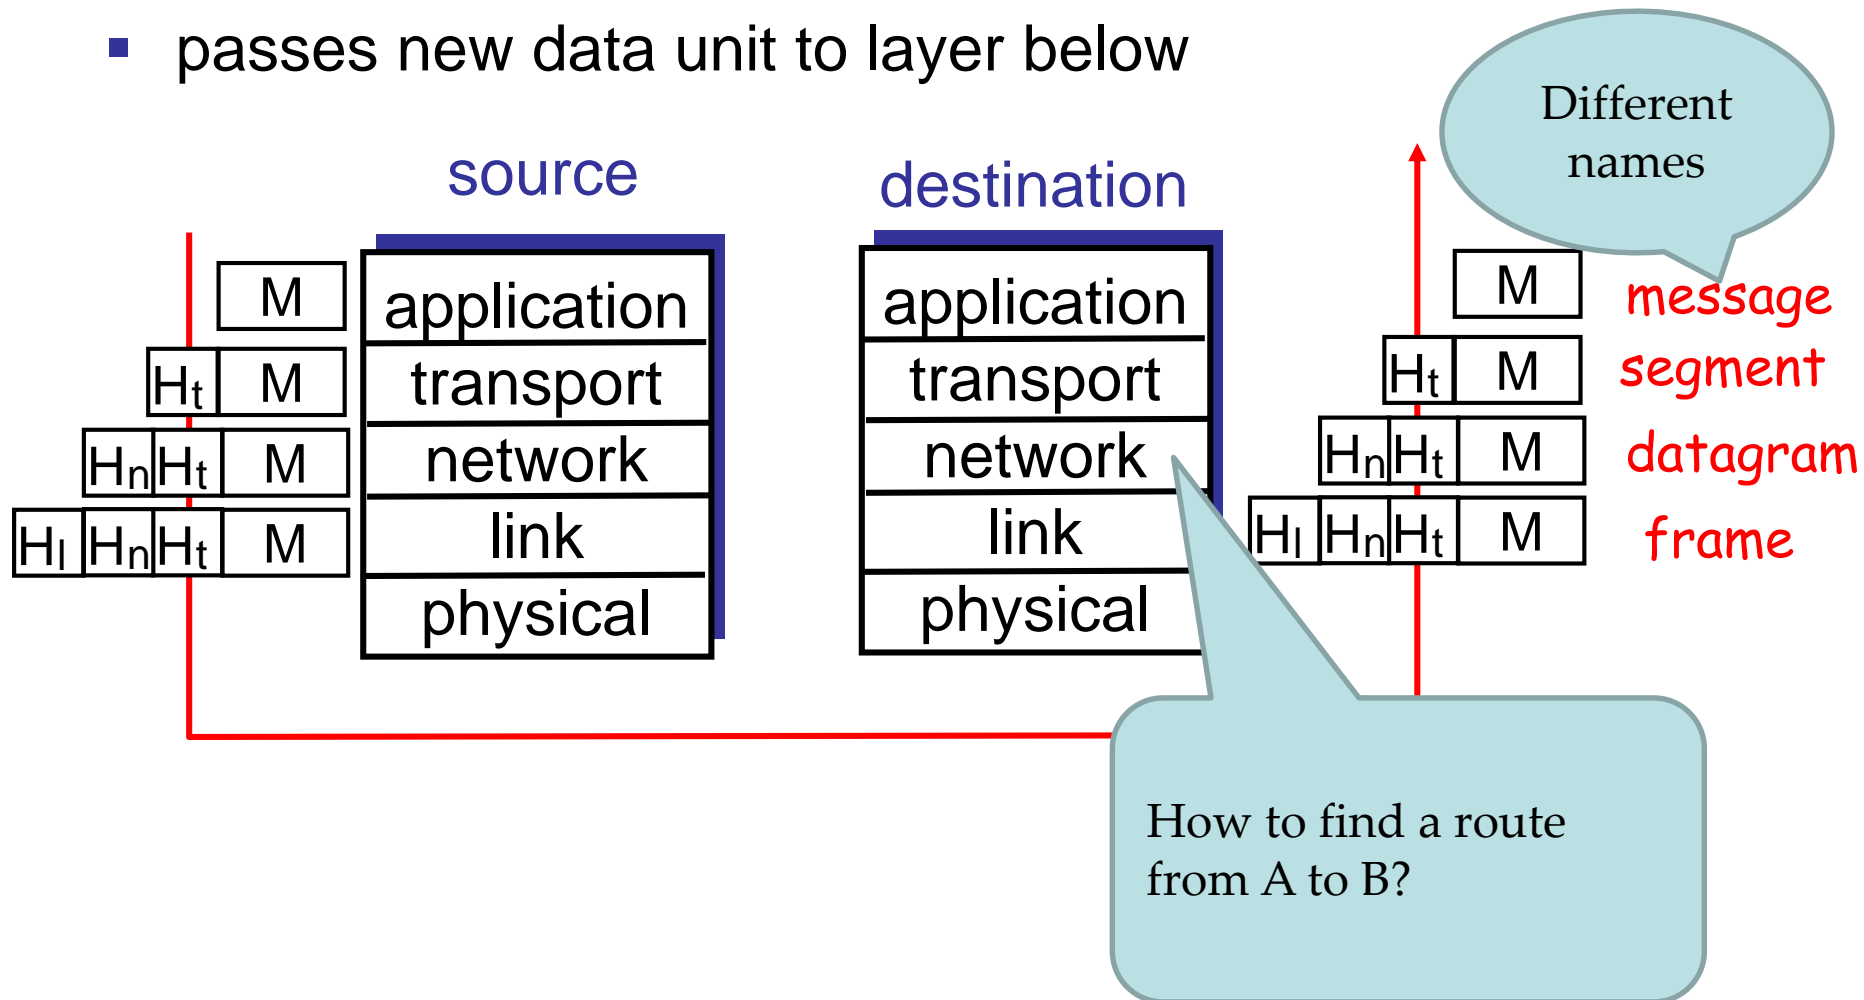 passes new data unit to layer below
Different
names
source
destination
M application
application M message
Ht M transport
transport Ht M segment
Hn Ht M network
network Hn Ht M datagram
Hl Hn Ht M link
link Hl Hn Ht M frame
physical
physical
How to find a route
from A to B?